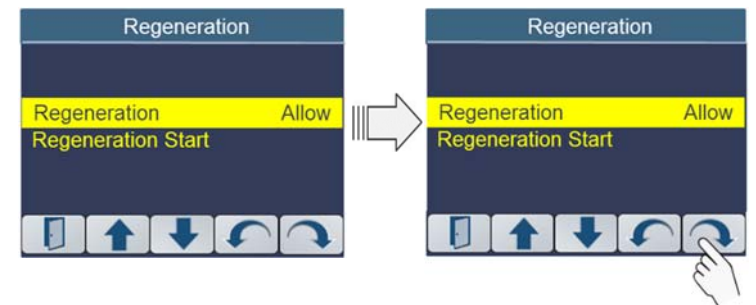 Regeneration
Regeneration Allow
Regeneration Start
Regeneration
Regeneration Allow
Regeneration Start